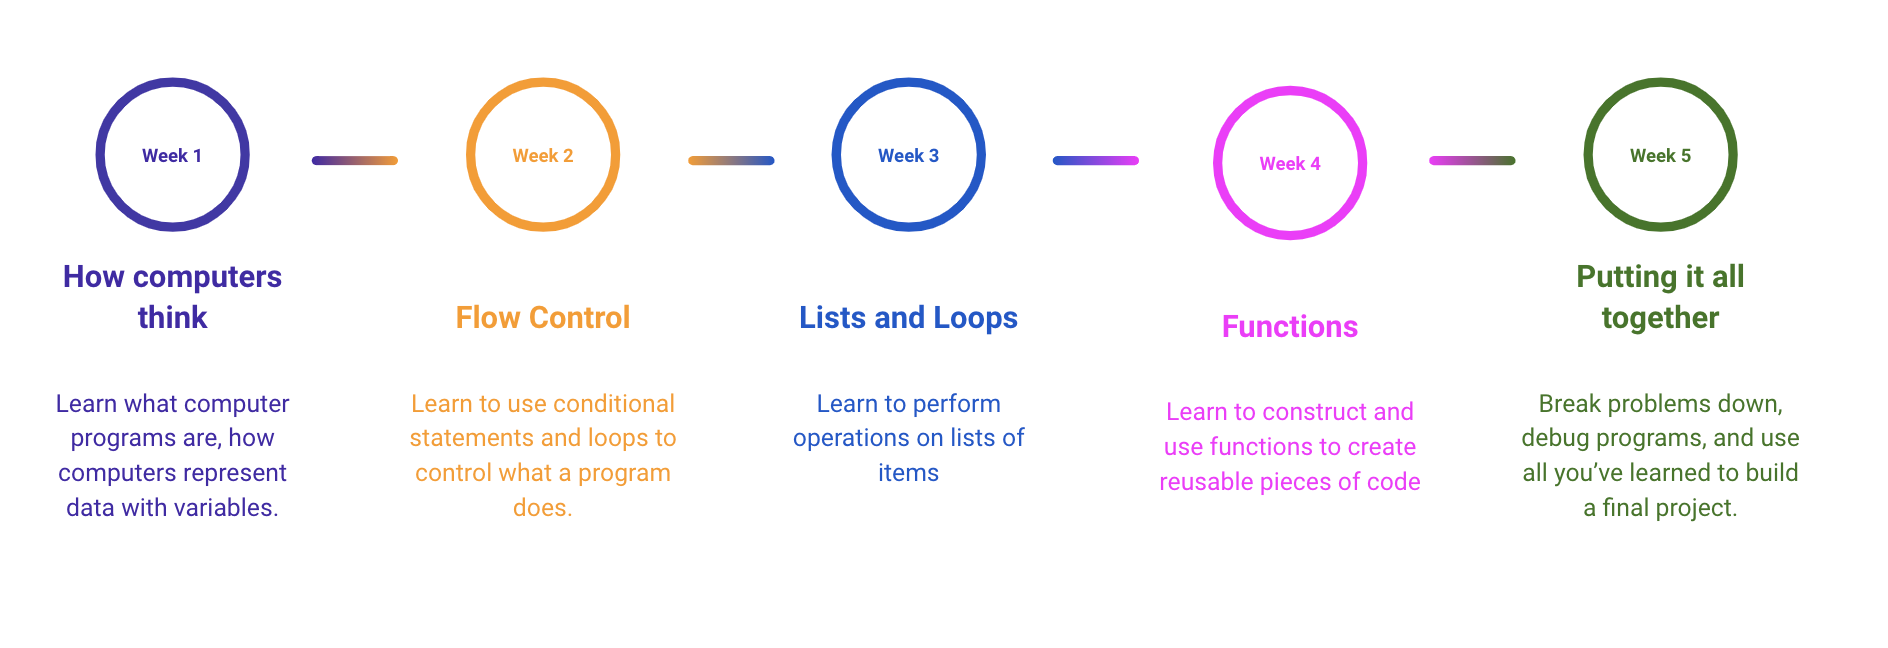 Week 1
How computers
think
Learn what computer
programs are, how
computers represent
data with variables.
Week 2
Flow Control
Learn to use conditional
statements and loops to
control what a program
does.
Week 3
Lists and Loops
Learn to perform
operations on lists of
items
Week 4
Functions
Learn to construct and
use functions to create
reusable pieces of code
Week 5
Putting it all
together
Break problems down,
debug programs, and use
all you’ve learned to build
a final project.